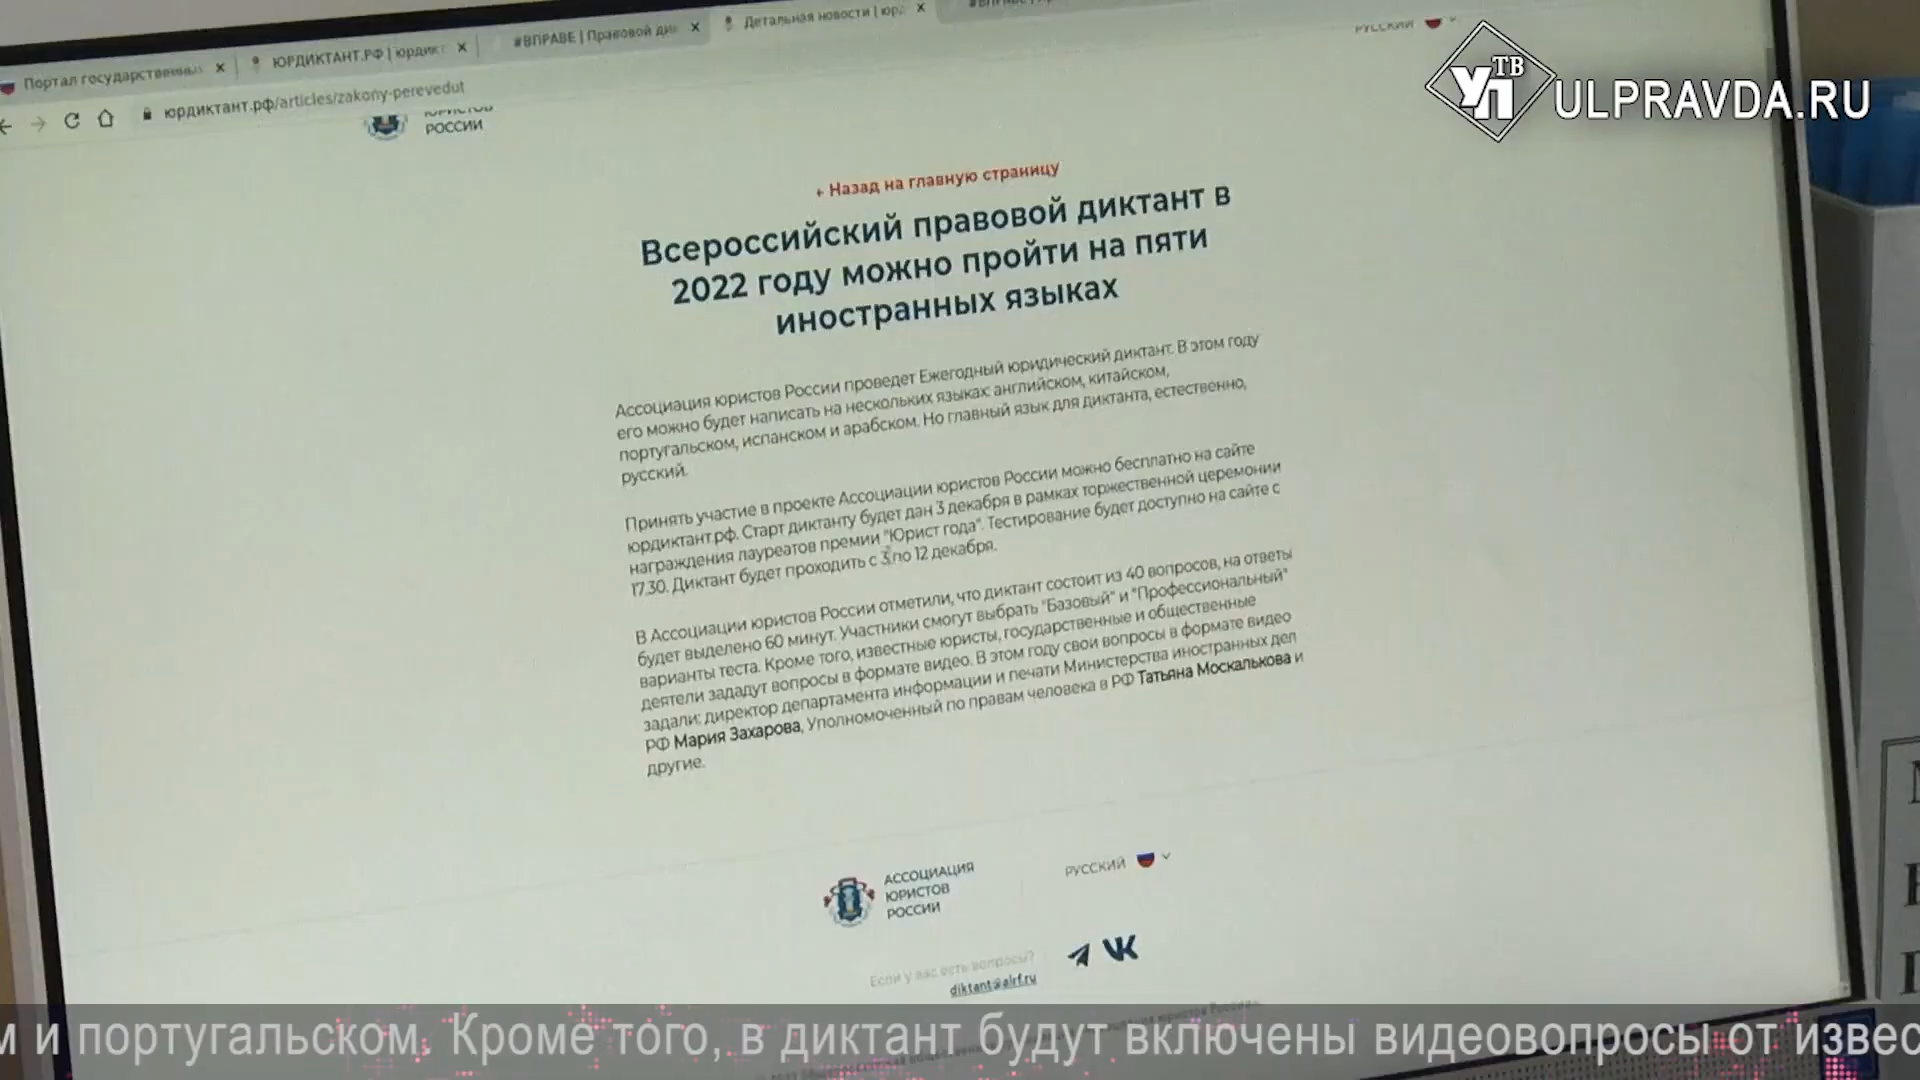 Портал государственных
ЮРДИКТАНТ.РФ | юрдикт
#ВПРАВЕ | Правовой ди
Детальная новости | юр
юрдиктант.рф/articles/zakony-perevedut
РУССКИЙ
ТВ
УП
ULPRAVDA.RU
ЮРИСТОВ
РОССИИ
← Назад на главную страницу
Всероссийский правовой диктант в
2022 году можно пройти на пяти
иностранных языках
Ассоциация юристов России проведет Ежегодный юридический диктант. В этом году
его можно будет написать на нескольких языках: английском, китайском,
португальском, испанском и арабском. Но главный язык для диктанта, естественно,
русский.
Принять участие в проекте Ассоциации юристов России можно бесплатно на сайте
юрдиктант.рф. Старт диктанту будет дан 3 декабря в рамках торжественной церемонии
награждения лауреатов премии "Юрист года". Тестирование будет доступно на сайте с
17.30. Диктант будет проходить с 3 по 12 декабря.
В Ассоциации юристов России отметили, что диктант состоит из 40 вопросов, на ответы
будет выделено 60 минут. Участники смогут выбрать "Базовый" и "Профессиональный"
варианты теста. Кроме того, известные юристы, государственные и общественные
деятели зададут вопросы в формате видео. В этом году свои вопросы в формате видео
задали: директор департамента информации и печати Министерства иностранных дел
РФ Мария Захарова, Уполномоченный по правам человека в РФ Татьяна Москалькова и
другие.
АССОЦИАЦИЯ
ЮРИСТОВ
РОССИИ
РУССКИЙ
Если у вас есть вопросы?
diktant@alrf.ru
м и португальском. Кроме того, в диктант будут включены видеовопросы от извес